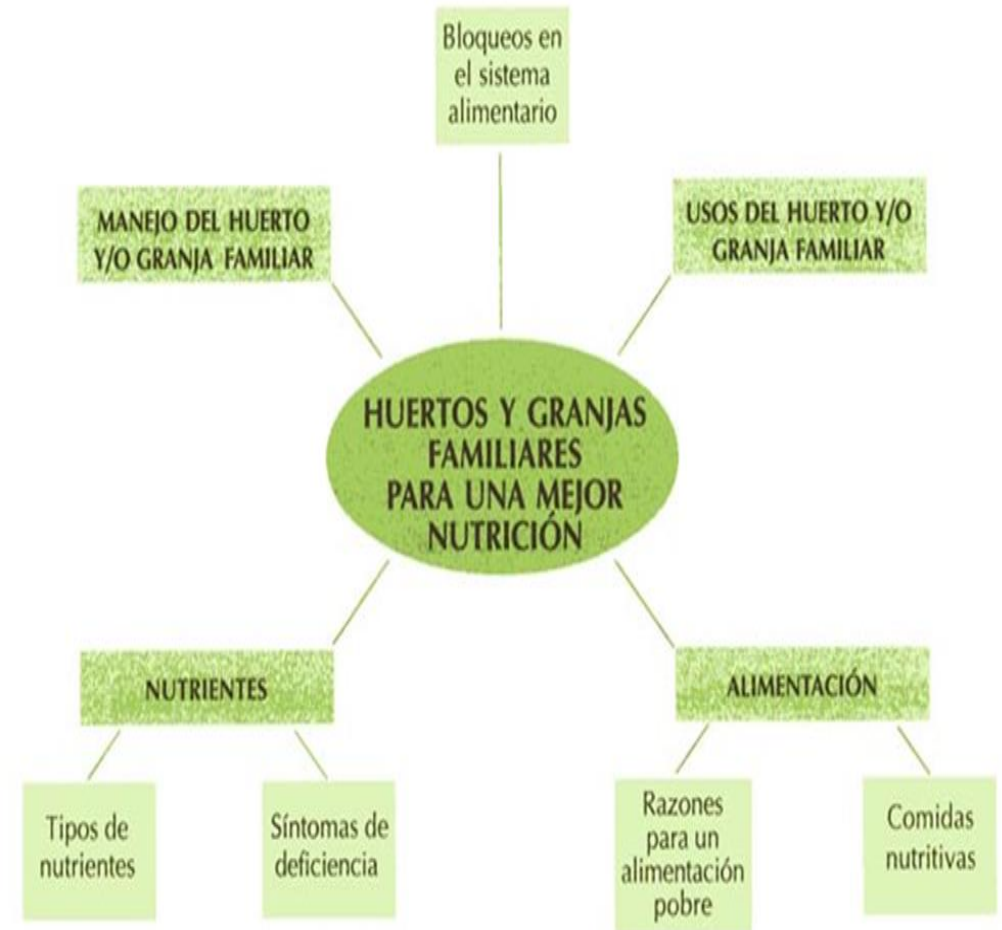 Bloqueos en
el sistema
alimentario
MANEJO DEL HUERTO
Y/O GRANJA FAMILIAR
USOS DEL HUERTO Y/O
GRANJA FAMILIAR
HUERTOS Y GRANJAS
FAMILIARES
PARA UNA MEJOR
NUTRICIÓN
NUTRIENTES
ALIMENTACIÓN
Tipos de
nutrientes
Síntomas de
deficiencia
Razones
para un
alimentación
pobre
Comidas
nutritivas